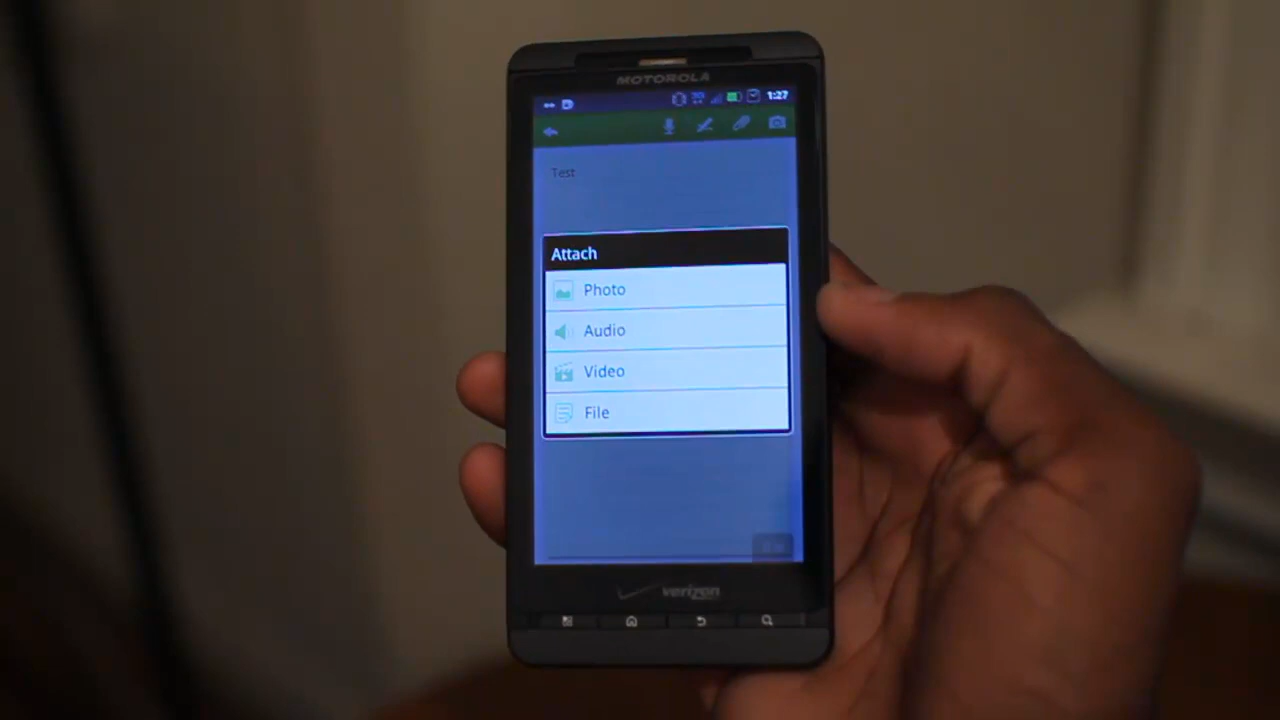 MOTOROLA
1:27
Test
Attach
Photo
Audio
Video
File
verizon